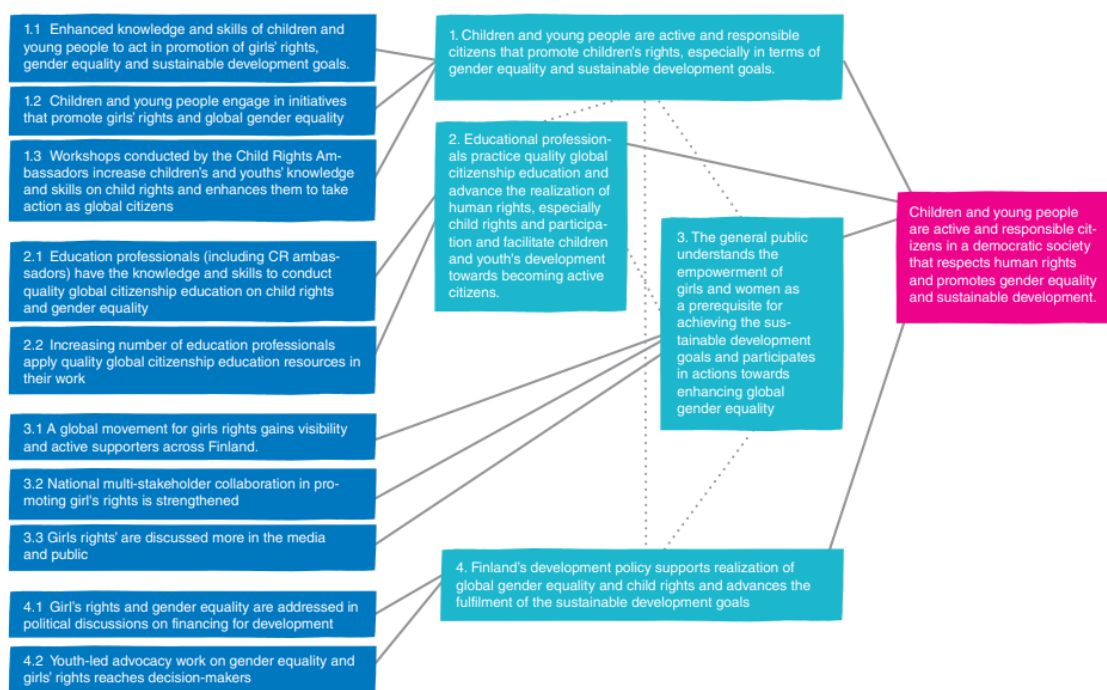 1.1 Enhanced knowledge and skills of children and
young people to act in promotion of girls' rights,
gender equality and sustainable development goals.
1.2 Children and young people engage in initiatives
that promote girls' rights and global gender equality
1.3 Workshops conducted by the Child Rights Am-
bassadors increase children's and youths' knowledge
and skills on child rights and enhances them to take
action as global citizens
2.1 Education professionals (including CR ambas-
sadors) have the knowledge and skills to conduct
quality global citizenship education on child rights
and gender equality
2.2 Increasing number of education professionals
apply quality global citizenship education resources in
their work
3.1 A global movement for girls rights gains visibility
and active supporters across Finland.
3.2 National multi-stakeholder collaboration in pro-
moting girl's rights is strengthened
3.3 Girls rights' are discussed more in the media
and public
4.1 Girl's rights and gender equality are addressed in
political discussions on financing for development
4.2 Youth-led advocacy work on gender equality and
girls' rights reaches decision-makers
1. Children and young people are active and responsible
citizens that promote children's rights, especially in terms of
gender equality and sustainable development goals.
2. Educational profession-
als practice quality global
citizenship education and
advance the realization of
human rights, especially
child rights and participa-
tion and facilitate children
and youth's development
towards becoming active
citizens.
3. The general public
understands the
empowerment of
girls and women as
a prerequisite for
achieving the sus-
tainable development
goals and participates
in actions towards
enhancing global
gender equality
4. Finland's development policy supports realization of
global gender equality and child rights and advances the
fulfilment of the sustainable development goals
Children and young people
are active and responsible cit-
izens in a democratic society
that respects human rights
and promotes gender equality
and sustainable development.